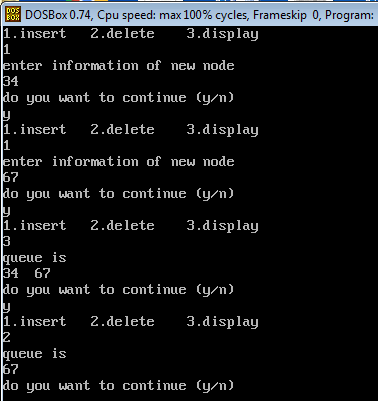 DOS
BOX
DOSBox 0.74, Cpu speed: max 100% cycles, Frameskip 0, Program:
1.insert 2.delete 3.display
1
enter information of new node
34
do you want to continue (y/n)
y
1.insert 2.delete 3.display
1
enter information of new node
67
do you want to continue (y/n)
y
1.insert 2.delete 3.display
3
queue is
34 67
do you want to continue (y/n)
y
1.insert 2.delete 3.display
2
queue is
67
do you want to continue (y/n)